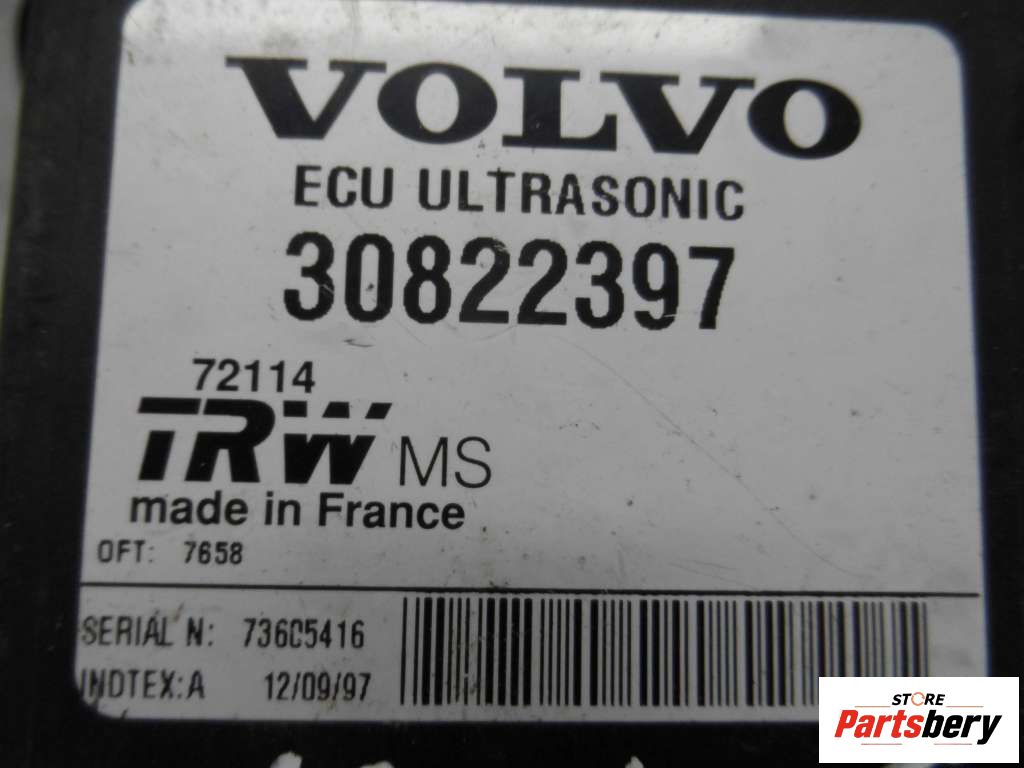 VOLVO
ECU ULTRASONIC
30822397
72114
TRW MS
made in France
OFT: 7658
SERIAL N: 73605416
INDTEX:A 12/09/97
STORE
Partsbery